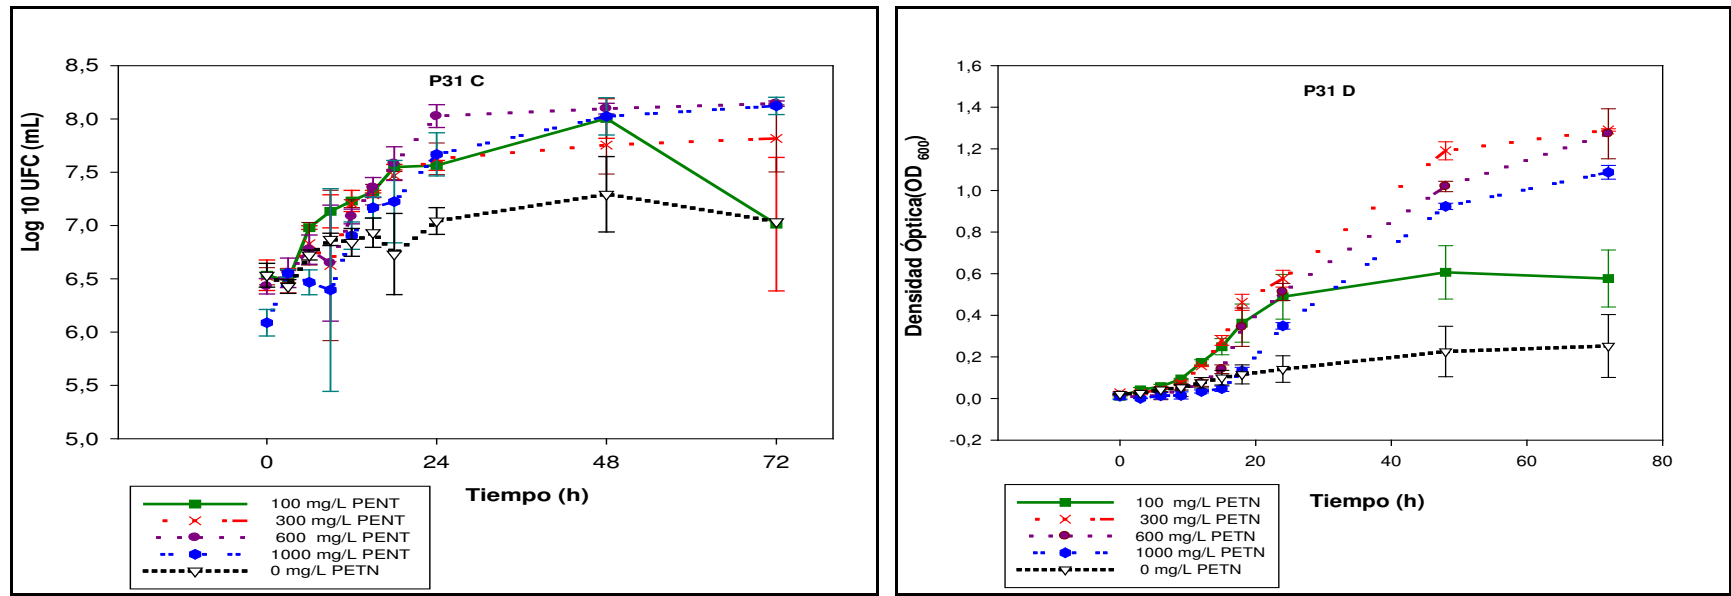 P31 C
Log 10 UFC (mL)
8,5
8,0
7,5
7,0
6,5
6,0
5,5
5,0
0 24 48 72
Tiempo (h)
100 mg/L PENT
300 mg/L PENT
600 mg/L PENT
1000 mg/L PENT
0 mg/L PETN
P31 D
Densidad Óptica(OD 600)
1,6
1,4
1,2
1,0
0,8
0,6
0,4
0,2
0,0
-0,2
0 20 40 60 80
Tiempo (h)
100 mg/L PETN
300 mg/L PETN
600 mg/L PETN
1000 mg/L PETN
0 mg/L PETN